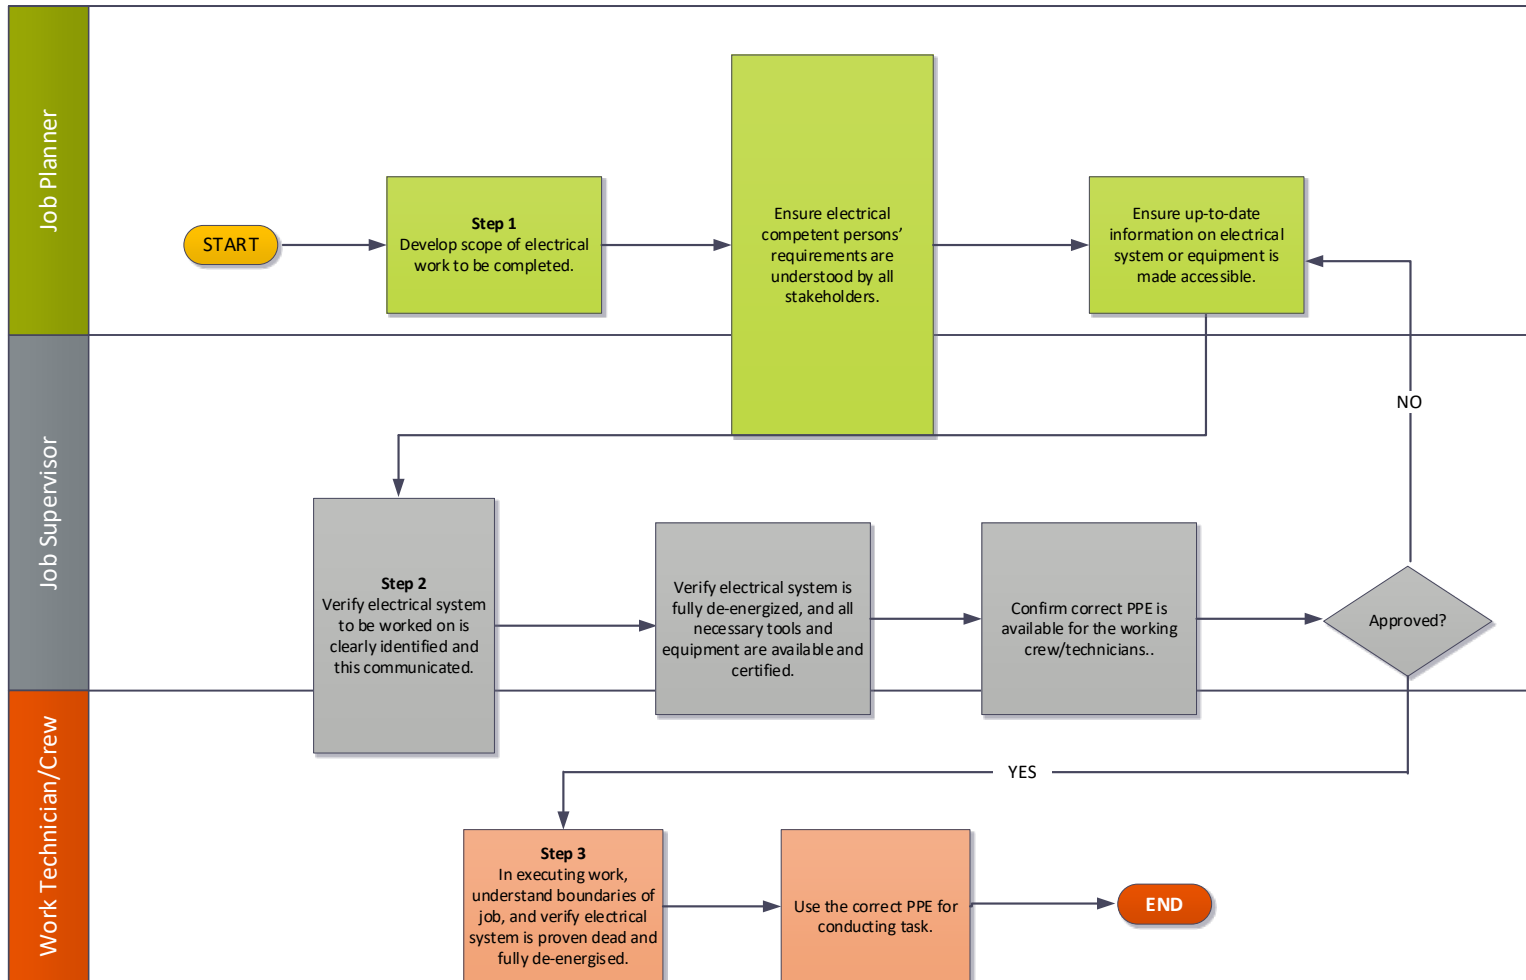 Job Planner
START
Step 1
Develop scope of electrical
work to be completed.
Ensure electrical
competent persons’
requirements are
understood by all
stakeholders.
Ensure up-to-date
information on electrical
system or equipment is
made accessible.
NO
Job Supervisor
Step 2
Verify electrical system
to be worked on is
clearly identified and
this communicated.
Verify electrical system is
fully de-energized, and all
necessary tools and
equipment are available and
certified.
Confirm correct PPE is
available for the working
crew/technicians..
Approved?
YES
Work Technician/Crew
Step 3
In executing work,
understand boundaries of
job, and verify electrical
system is proven dead and
fully de-energised.
Use the correct PPE for
conducting task.
END